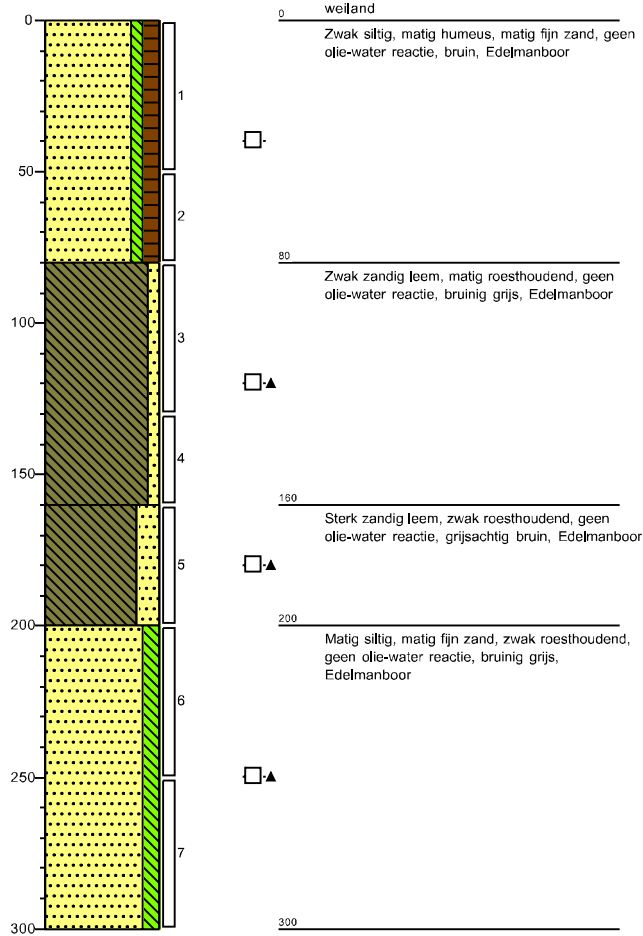 weiland
0
0
Zwak siltig, matig humeus, matig fijn zand, geen
olie-water reactie, bruin, Edelmanboor
1
50
2
80
Zwak zandig leem, matig roesthoudend, geen
olie-water reactie, bruinig grijs, Edelmanboor
100
3
4
150
160
Sterk zandig leem, zwak roesthoudend, geen
olie-water reactie, grijsachtig bruin, Edelmanboor
5
200
200
Matig siltig, matig fijn zand, zwak roesthoudend,
geen olie-water reactie, bruinig grijs,
Edelmanboor
6
250
7
300
300